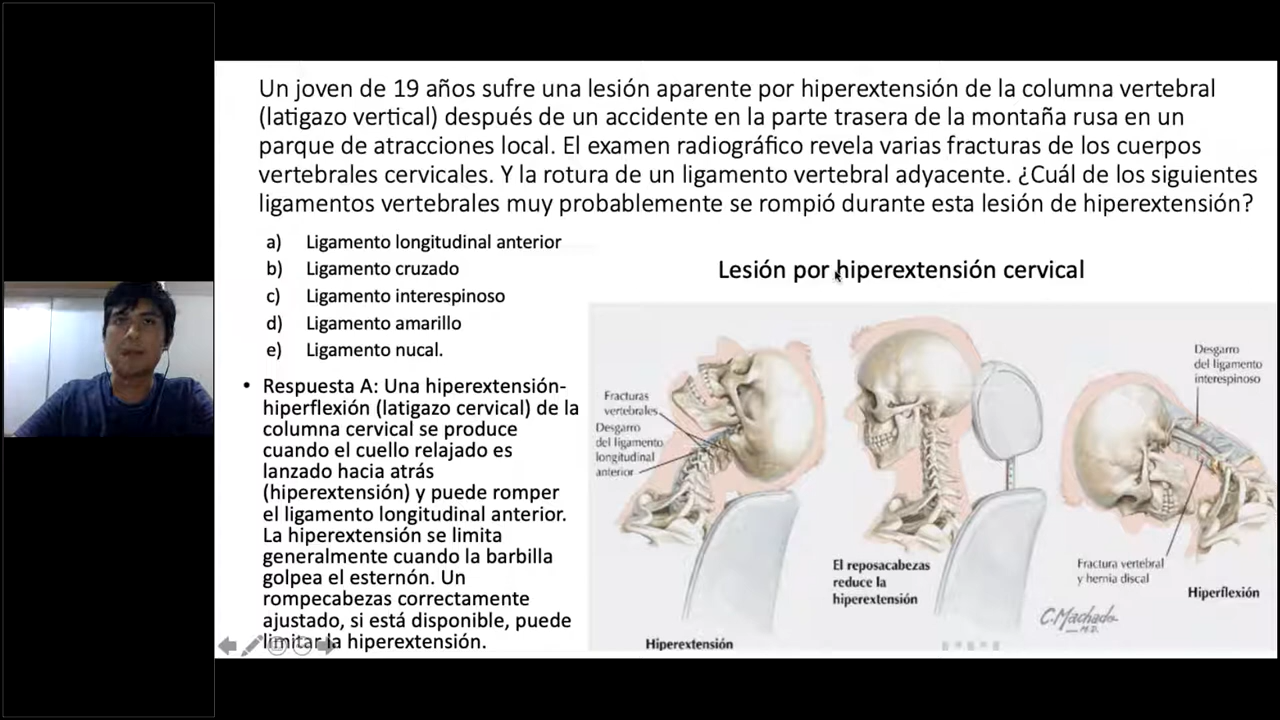 Un joven de 19 años sufre una lesión aparente por hiperextensión de la columna vertebral
(latigazo vertical) después de un accidente en la parte trasera de la montaña rusa en un
parque de atracciones local. El examen radiográfico revela varias fracturas de los cuerpos
vertebrales cervicales. Y la rotura de un ligamento vertebral adyacente. ¿Cuál de los siguientes
ligamentos vertebrales muy probablemente se rompió durante esta lesión de hiperextensión?
a) Ligamento longitudinal anterior
b) Ligamento cruzado
c) Ligamento interespinoso
d) Ligamento amarillo
e) Ligamento nucal.
• Respuesta A: Una hiperextensión-
hiperflexión (latigazo cervical) de la
columna cervical se produce
cuando el cuello relajado es
lanzado hacia atrás
(hiperextensión) y puede romper
el ligamento longitudinal anterior.
La hiperextensión se limita
generalmente cuando la barbilla
golpea el esternón. Un
rompecabezas correctamente
ajustado, si está disponible, puede
limitar la hiperextensión.
Lesión por hiperextensión cervical
Fracturas
vertebrales
Desgarro
del ligamento
longitudinal
anterior
Hiperextensión
El reposacabezas
reduce la
hiperextensión
Desgarro
del ligamento
interespinoso
Fractura vertebral
y hernia discal
Hiperflexión
C.Machado
M.D.